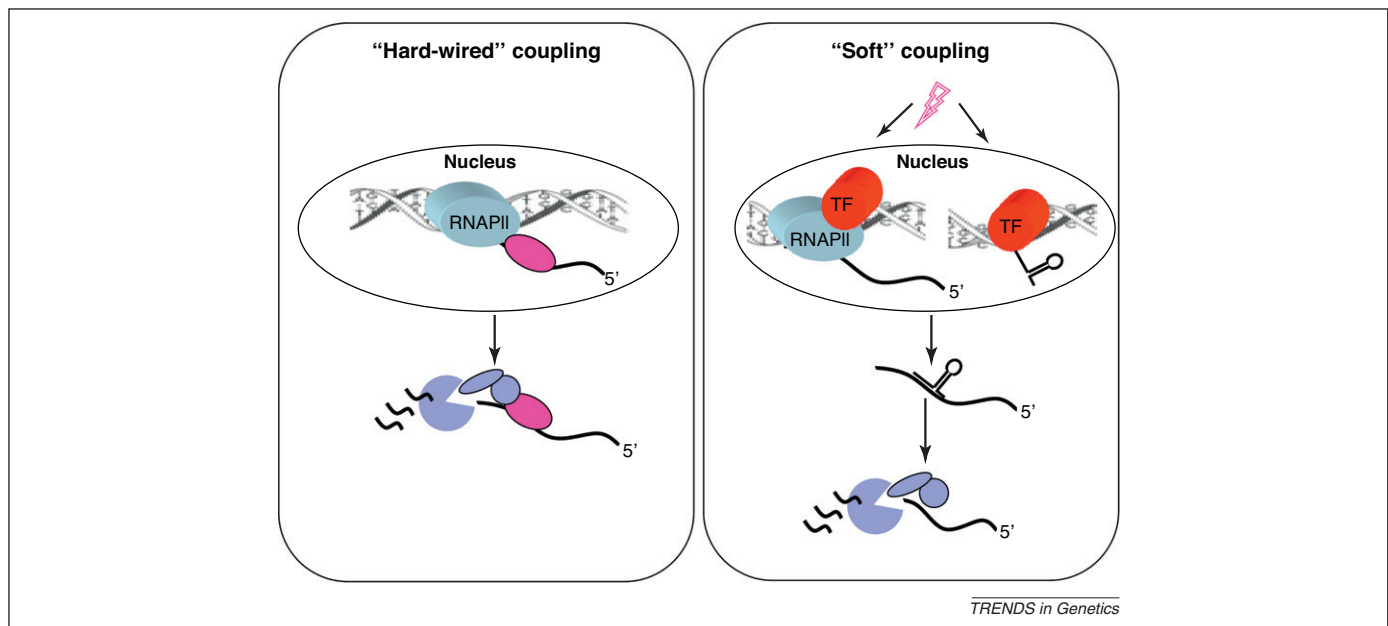 “Hard-wired” coupling
Nucleus
RNAPII
5’
5’
“Soft” coupling
Nucleus
TF
RNAPII
5’
TF
5’
5’
TRENDS in Genetics